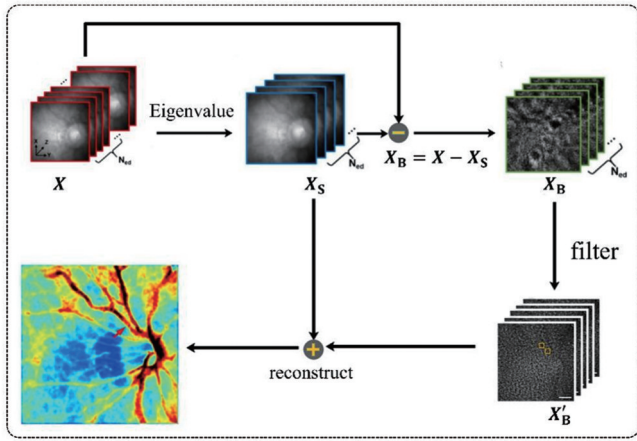 Eigenvalue
N_ed
X
N_ed
X_S
X_B = X − X_S
N_ed
X_B
filter
reconstruct
X′_B